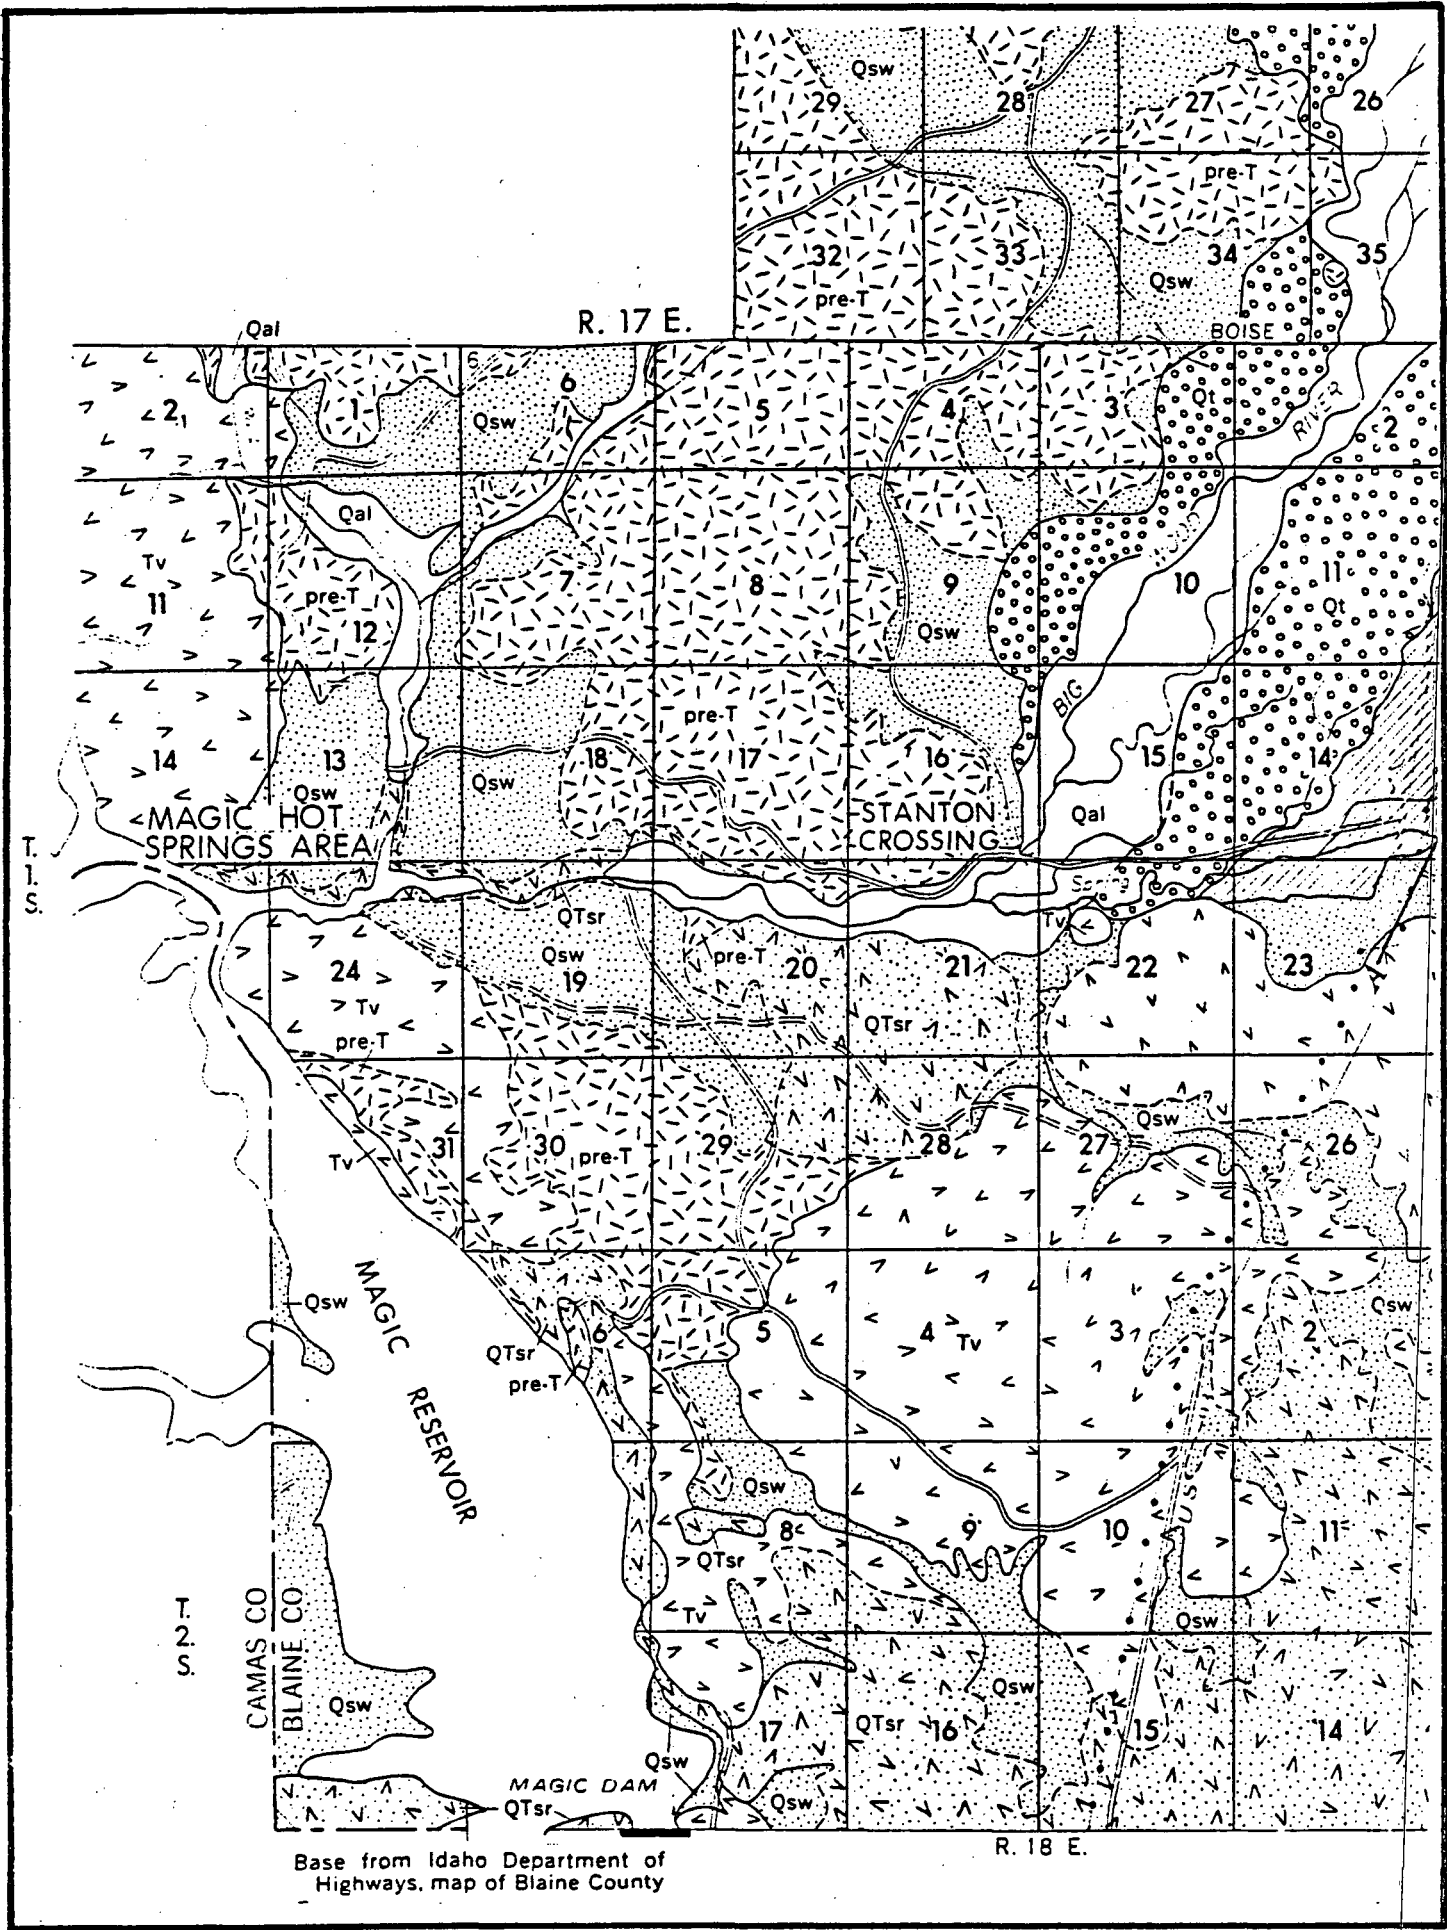 Qsw
29
28
27
26
pre-T
32
33
34
35
pre-T
Qsw
BOISE
R. 17 E.
Qal
2
1
6
6
5
4
3
2
Qsw
Qt
RIVER
Qal
Tv
11
pre-T
12
7
8
9
10
11
Qt
Qsw
BIG
pre-T
14
13
18
17
16
15
14
Qsw
Qsw
Qal
MAGIC HOT
SPRINGS AREA
STANTON
CROSSING
T.
1.
S.
QTsr
Tv
Qsw
pre-T
24
19
20
21
22
23
Tv
QTsr
pre-T
Qsw
31
30
pre-T
29
28
27
26
Tv
MAGIC
RESERVOIR
Qsw
Qsw
6
5
4
Tv
3
2
QTsr
pre-T
Qsw
8
9
10
US
11
QTsr
Tv
Qsw
T.
2.
S.
CAMAS CO
BLAINE CO
Qsw
Qsw
17
QTsr
16
15
14
Qsw
MAGIC DAM
QTsr
Qsw
R. 18 E.
Base from Idaho Department of
Highways, map of Blaine County